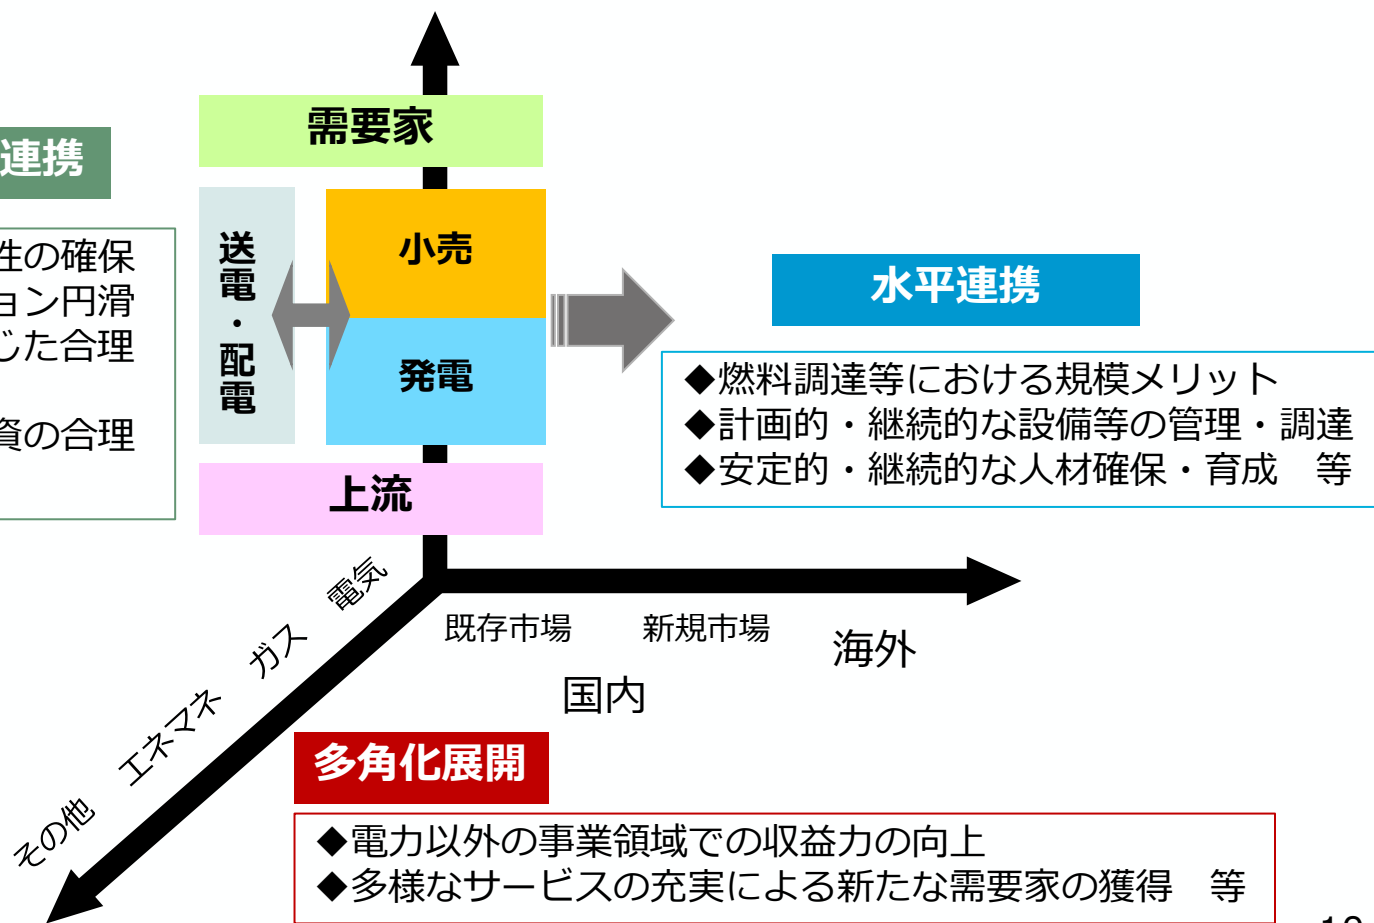 需要家
連携
性の確保
ョン円滑
じた合理
資の合理
送電・配電
小売
発電
上流
水平連携
◆燃料調達等における規模メリット
◆計画的・継続的な設備等の管理・調達
◆安定的・継続的な人材確保・育成　等
電気
ガス
エネマネ
その他
既存市場　新規市場
海外
国内
多角化展開
◆電力以外の事業領域での収益力の向上
◆多様なサービスの充実による新たな需要家の獲得　等